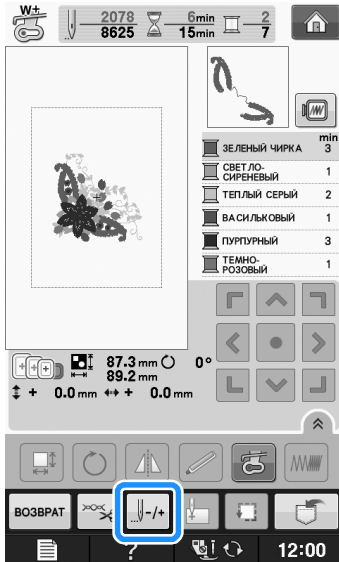 W+
2078 6min 2
8625 15min 7
min
ЗЕЛЕНЫЙ ЧИРКА 3
СВЕТЛО-
СИРЕНЕВЫЙ 1
ТЕПЛЫЙ СЕРЫЙ 2
ВАСИЛЬКОВЫЙ 1
ПУРПУРНЫЙ 3
ТЕМНО-
РОЗОВЫЙ 1
87.3 mm 0°
89.2 mm
+ 0.0 mm + 0.0 mm
ВОЗВРАТ -/+
? 12:00